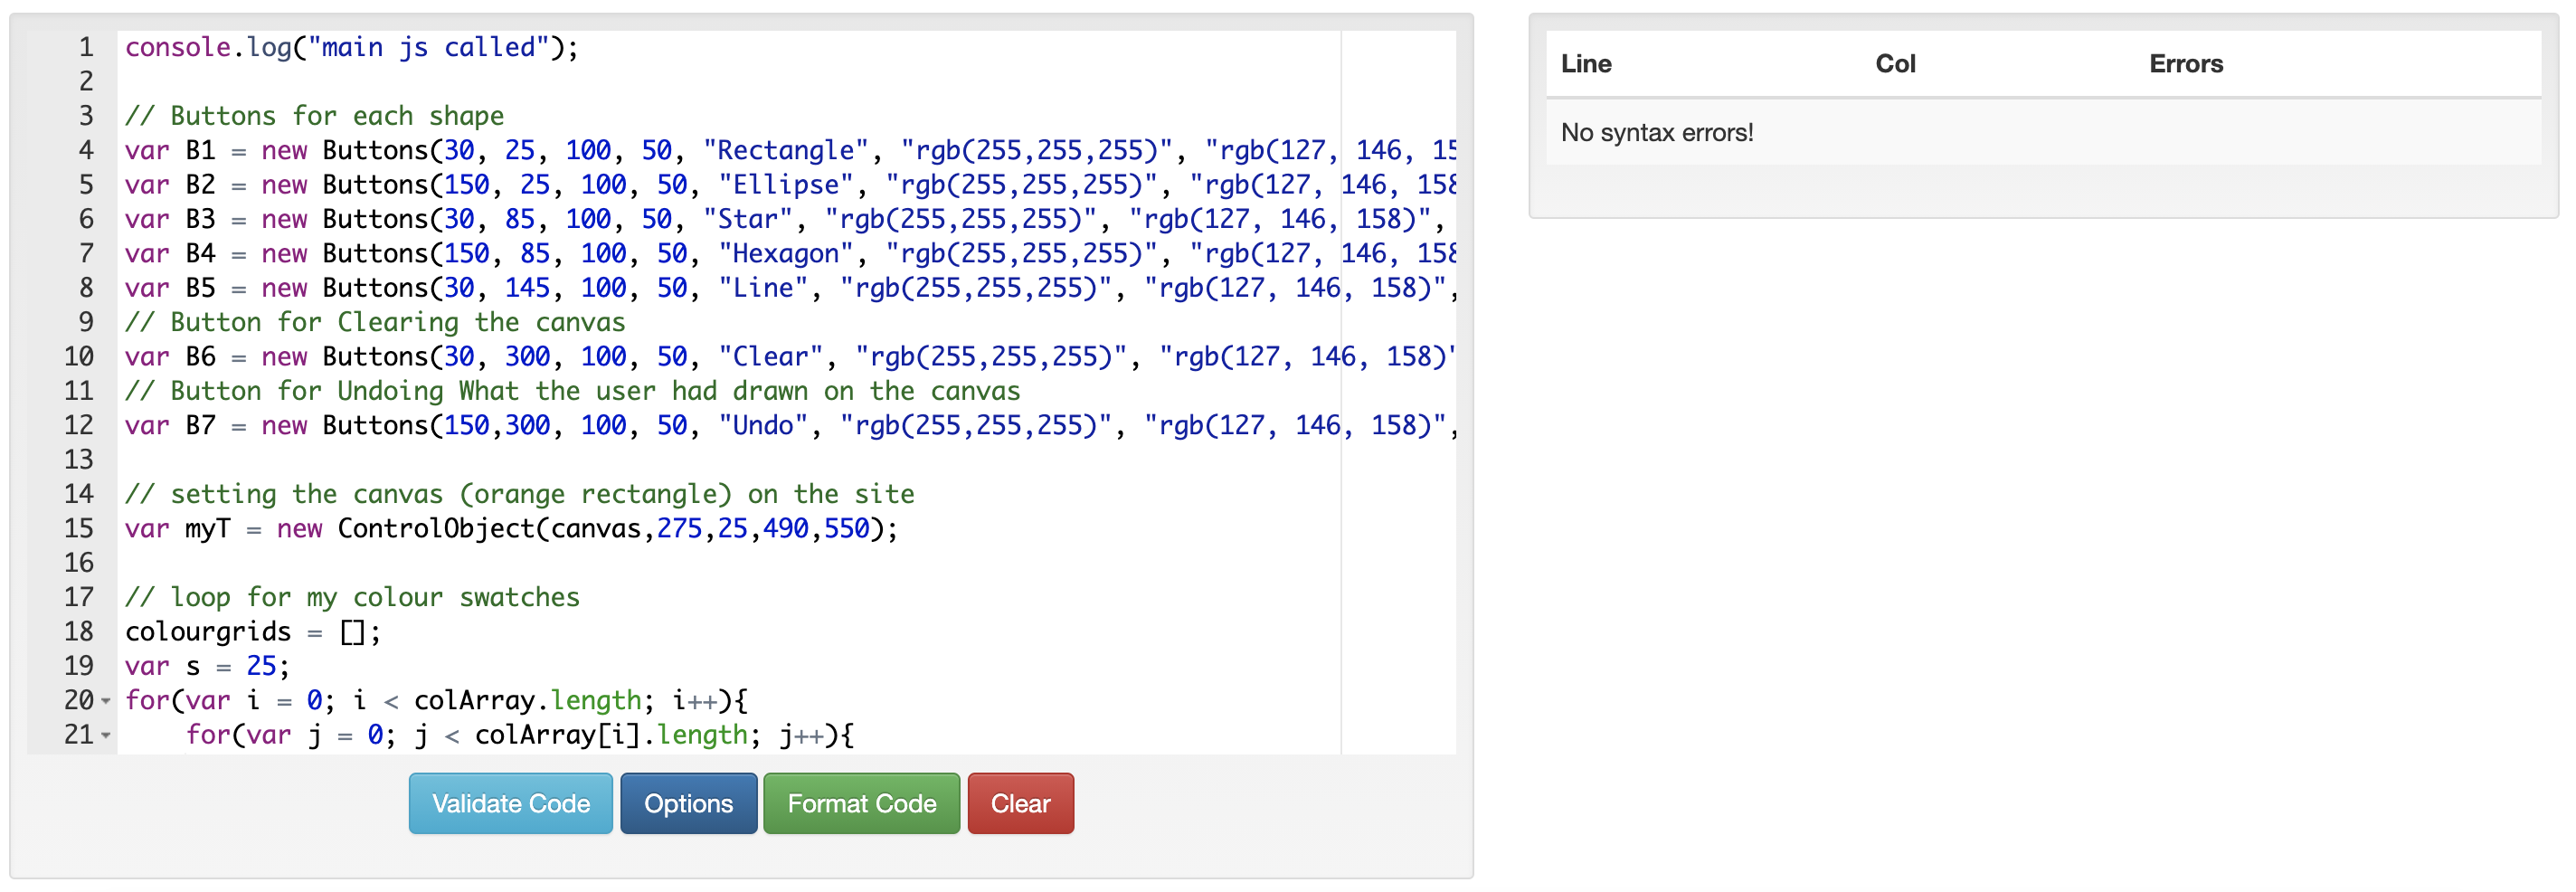 1 console.log("main js called");
2
3 // Buttons for each shape
4 var B1 = new Buttons(30, 25, 100, 50, "Rectangle", "rgb(255,255,255)", "rgb(127, 146, 15
5 var B2 = new Buttons(150, 25, 100, 50, "Ellipse", "rgb(255,255,255)", "rgb(127, 146, 158
6 var B3 = new Buttons(30, 85, 100, 50, "Star", "rgb(255,255,255)", "rgb(127, 146, 158)",
7 var B4 = new Buttons(150, 85, 100, 50, "Hexagon", "rgb(255,255,255)", "rgb(127, 146, 158
8 var B5 = new Buttons(30, 145, 100, 50, "Line", "rgb(255,255,255)", "rgb(127, 146, 158)",
9 // Button for Clearing the canvas
10 var B6 = new Buttons(30, 300, 100, 50, "Clear", "rgb(255,255,255)", "rgb(127, 146, 158)"
11 // Button for Undoing What the user had drawn on the canvas
12 var B7 = new Buttons(150,300, 100, 50, "Undo", "rgb(255,255,255)", "rgb(127, 146, 158)",
13
14 // setting the canvas (orange rectangle) on the site
15 var myT = new ControlObject(canvas,275,25,490,550);
16
17 // loop for my colour swatches
18 colourgrids = [];
19 var s = 25;
20 for(var i = 0; i < colArray.length; i++){
21     for(var j = 0; j < colArray[i].length; j++){
Validate Code Options Format Code Clear
Line Col Errors
No syntax errors!